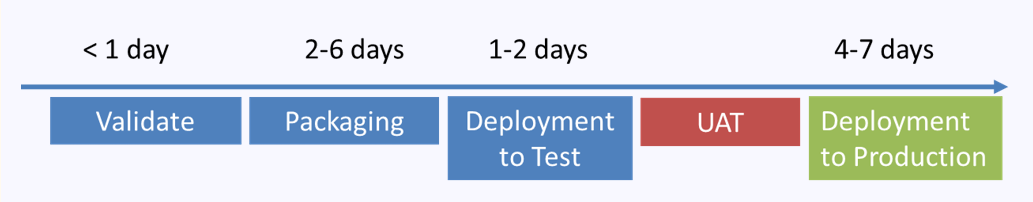 < 1 day
2-6 days
1-2 days
4-7 days
Validate
Packaging
Deployment
to Test
UAT
Deployment
to Production